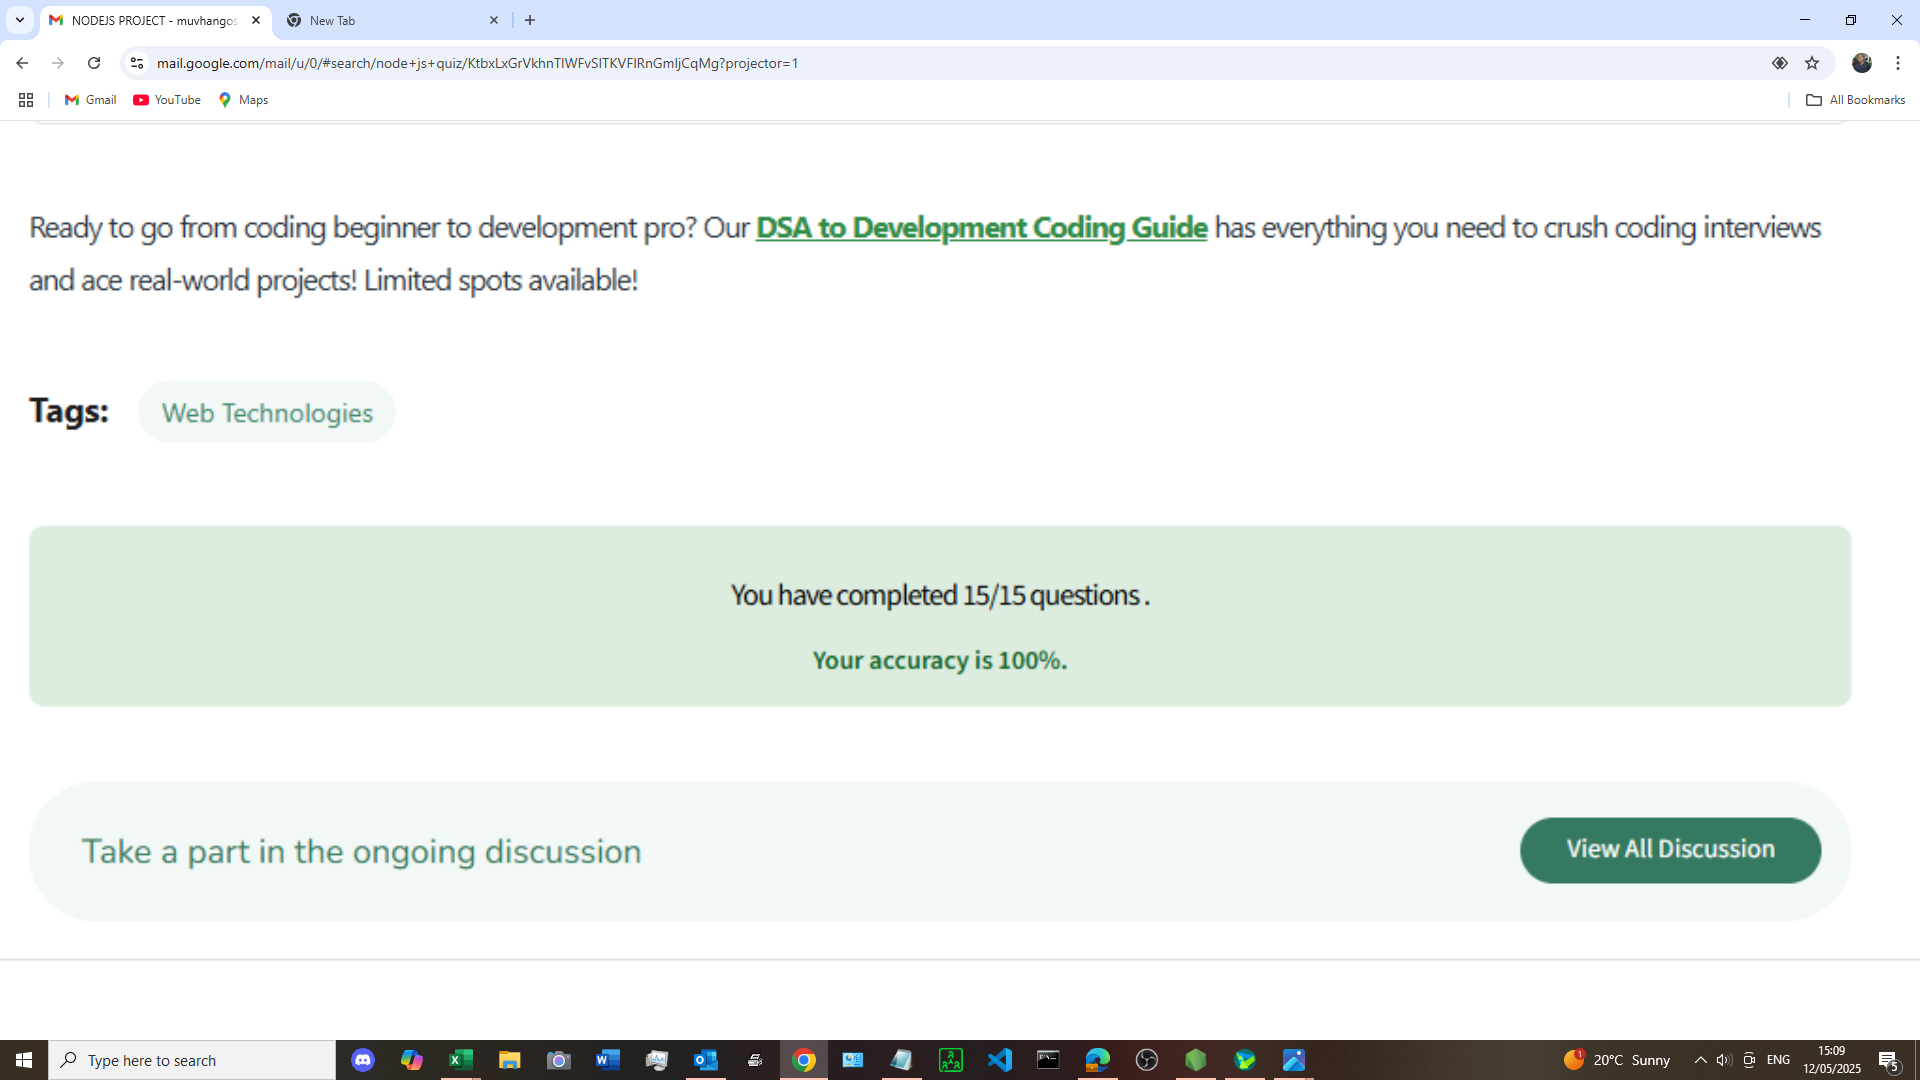 NODEJS PROJECT - muvhangos
New Tab
mail.google.com/mail/u/0/#search/node+js+quiz/KtbxLxGrVkhnTlWFvSlTKVFlRnGmljCqMg?projector=1
Gmail
YouTube
Maps
All Bookmarks
Ready to go from coding beginner to development pro? Our DSA to Development Coding Guide has everything you need to crush coding interviews
and ace real-world projects! Limited spots available!
Tags:
Web Technologies
You have completed 15/15 questions .
Your accuracy is 100%.
Take a part in the ongoing discussion
View All Discussion
Type here to search
1
20°C Sunny
ENG
15:09
12/05/2025
5